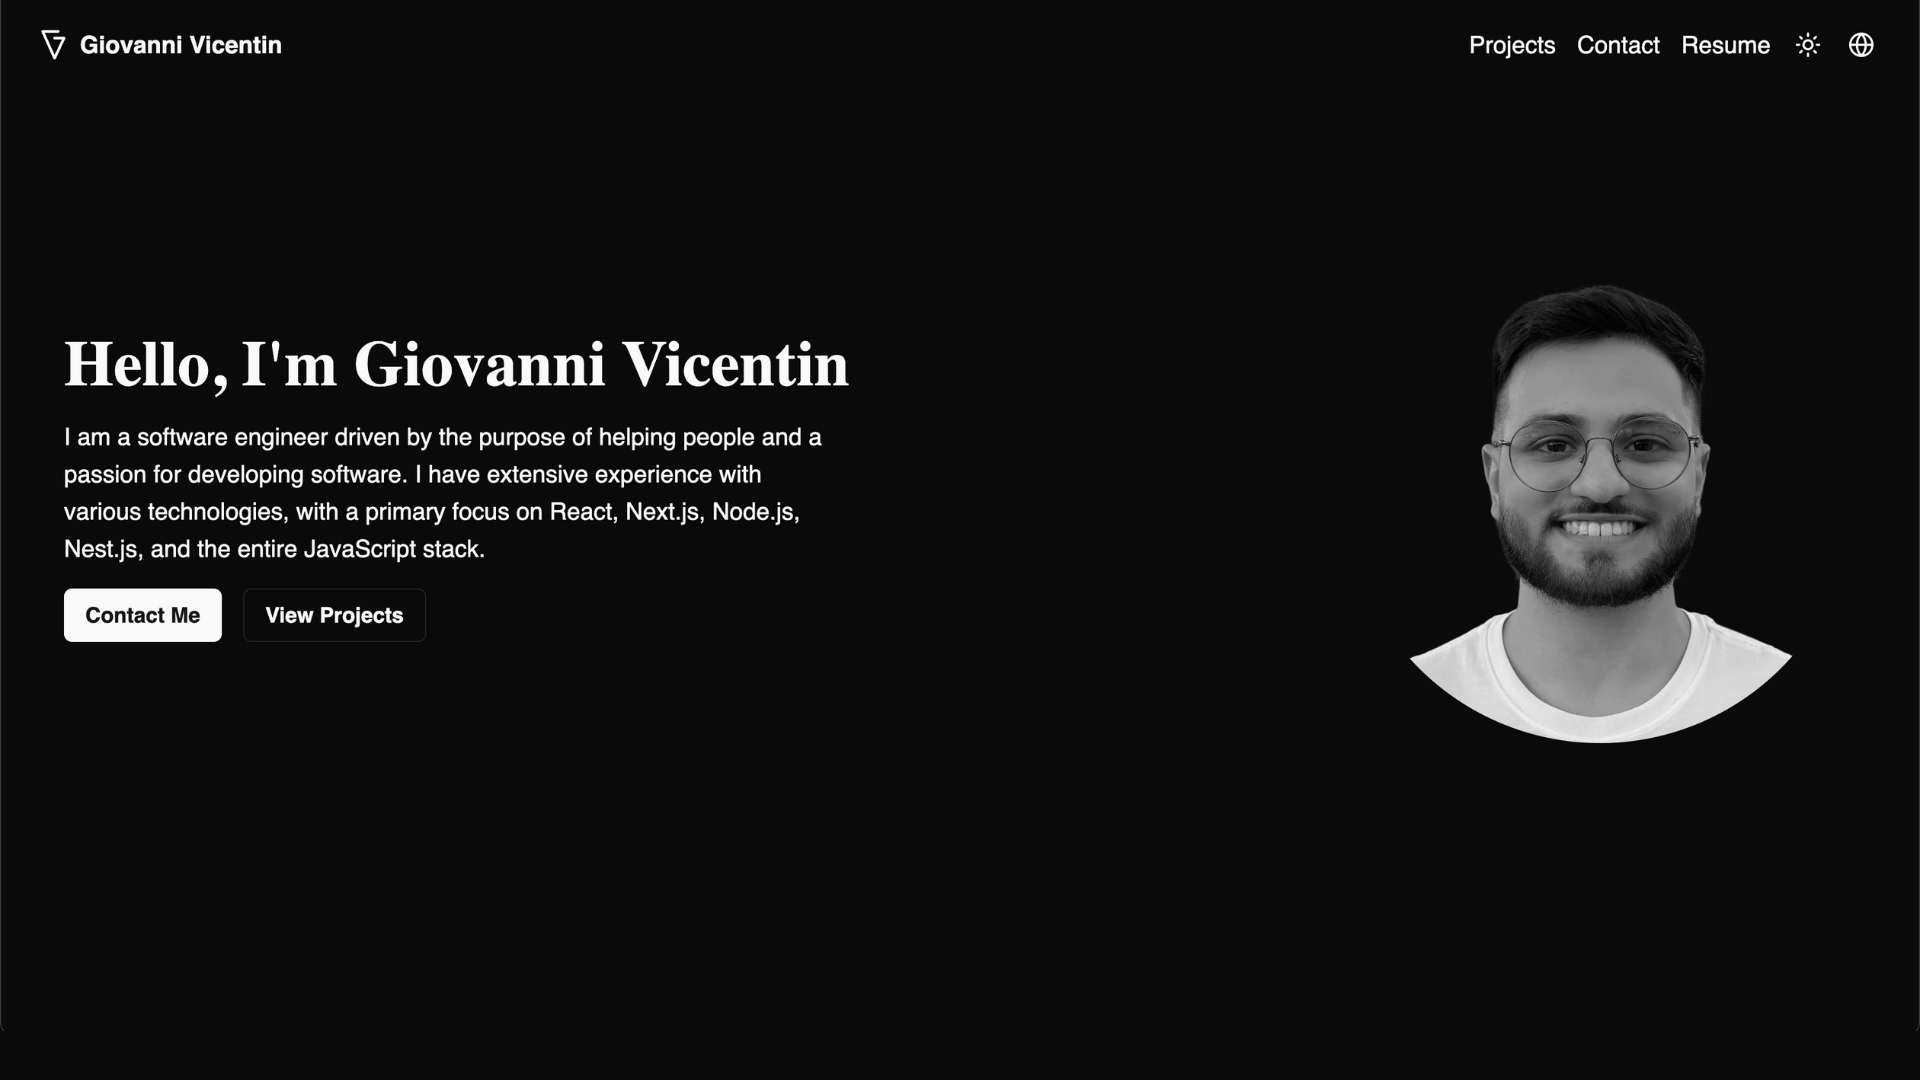 Giovanni Vicentin
Projects Contact Resume
Hello, I'm Giovanni Vicentin
I am a software engineer driven by the purpose of helping people and a
passion for developing software. I have extensive experience with
various technologies, with a primary focus on React, Next.js, Node.js,
Nest.js, and the entire JavaScript stack.
Contact Me View Projects